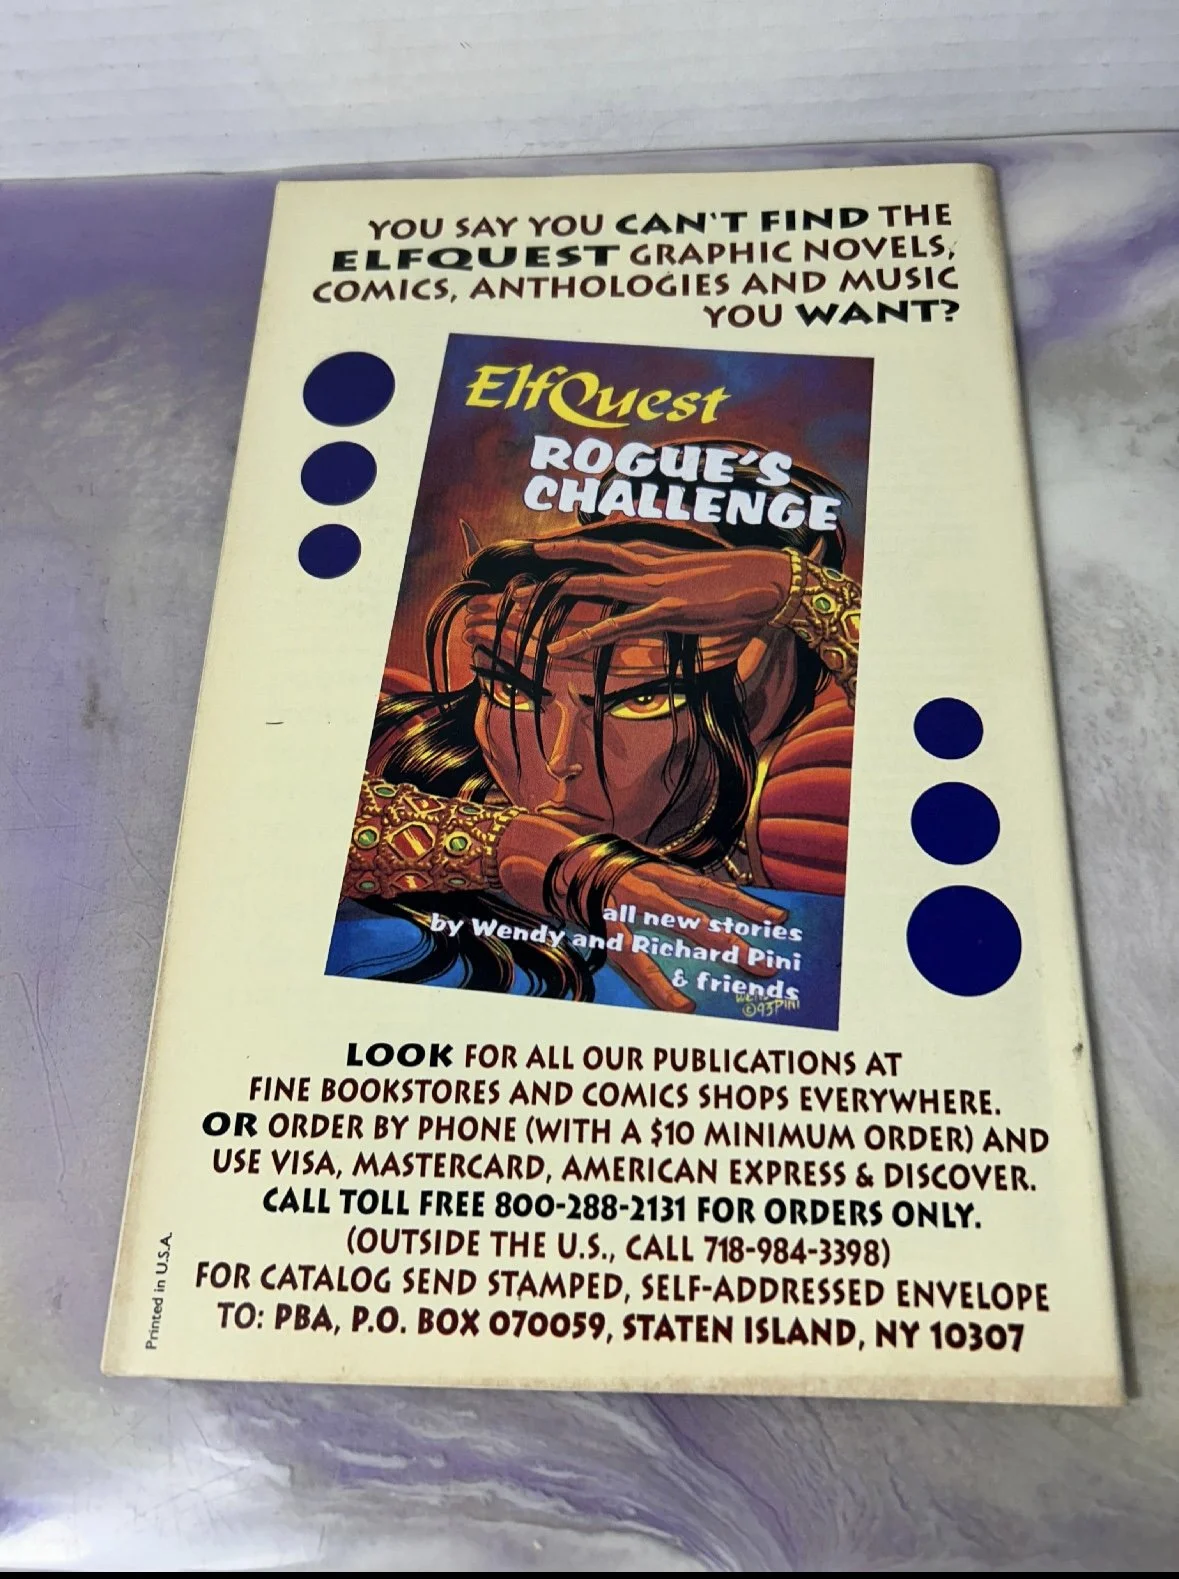 YOU SAY YOU CAN'T FIND THE
ELFQUEST GRAPHIC NOVELS,
COMICS, ANTHOLOGIES AND MUSIC
YOU WANT?
ElfQuest
ROGUE'S
CHALLENGE
all new stories
by Wendy and Richard Pini
& friends
©93 PINI
LOOK FOR ALL OUR PUBLICATIONS AT
FINE BOOKSTORES AND COMICS SHOPS EVERYWHERE.
OR ORDER BY PHONE (WITH A $10 MINIMUM ORDER) AND
USE VISA, MASTERCARD, AMERICAN EXPRESS & DISCOVER.
CALL TOLL FREE 800-288-2131 FOR ORDERS ONLY.
(OUTSIDE THE U.S., CALL 718-984-3398)
FOR CATALOG SEND STAMPED, SELF-ADDRESSED ENVELOPE
TO: PBA, P.O. BOX 070059, STATEN ISLAND, NY 10307
Printed in U.S.A.